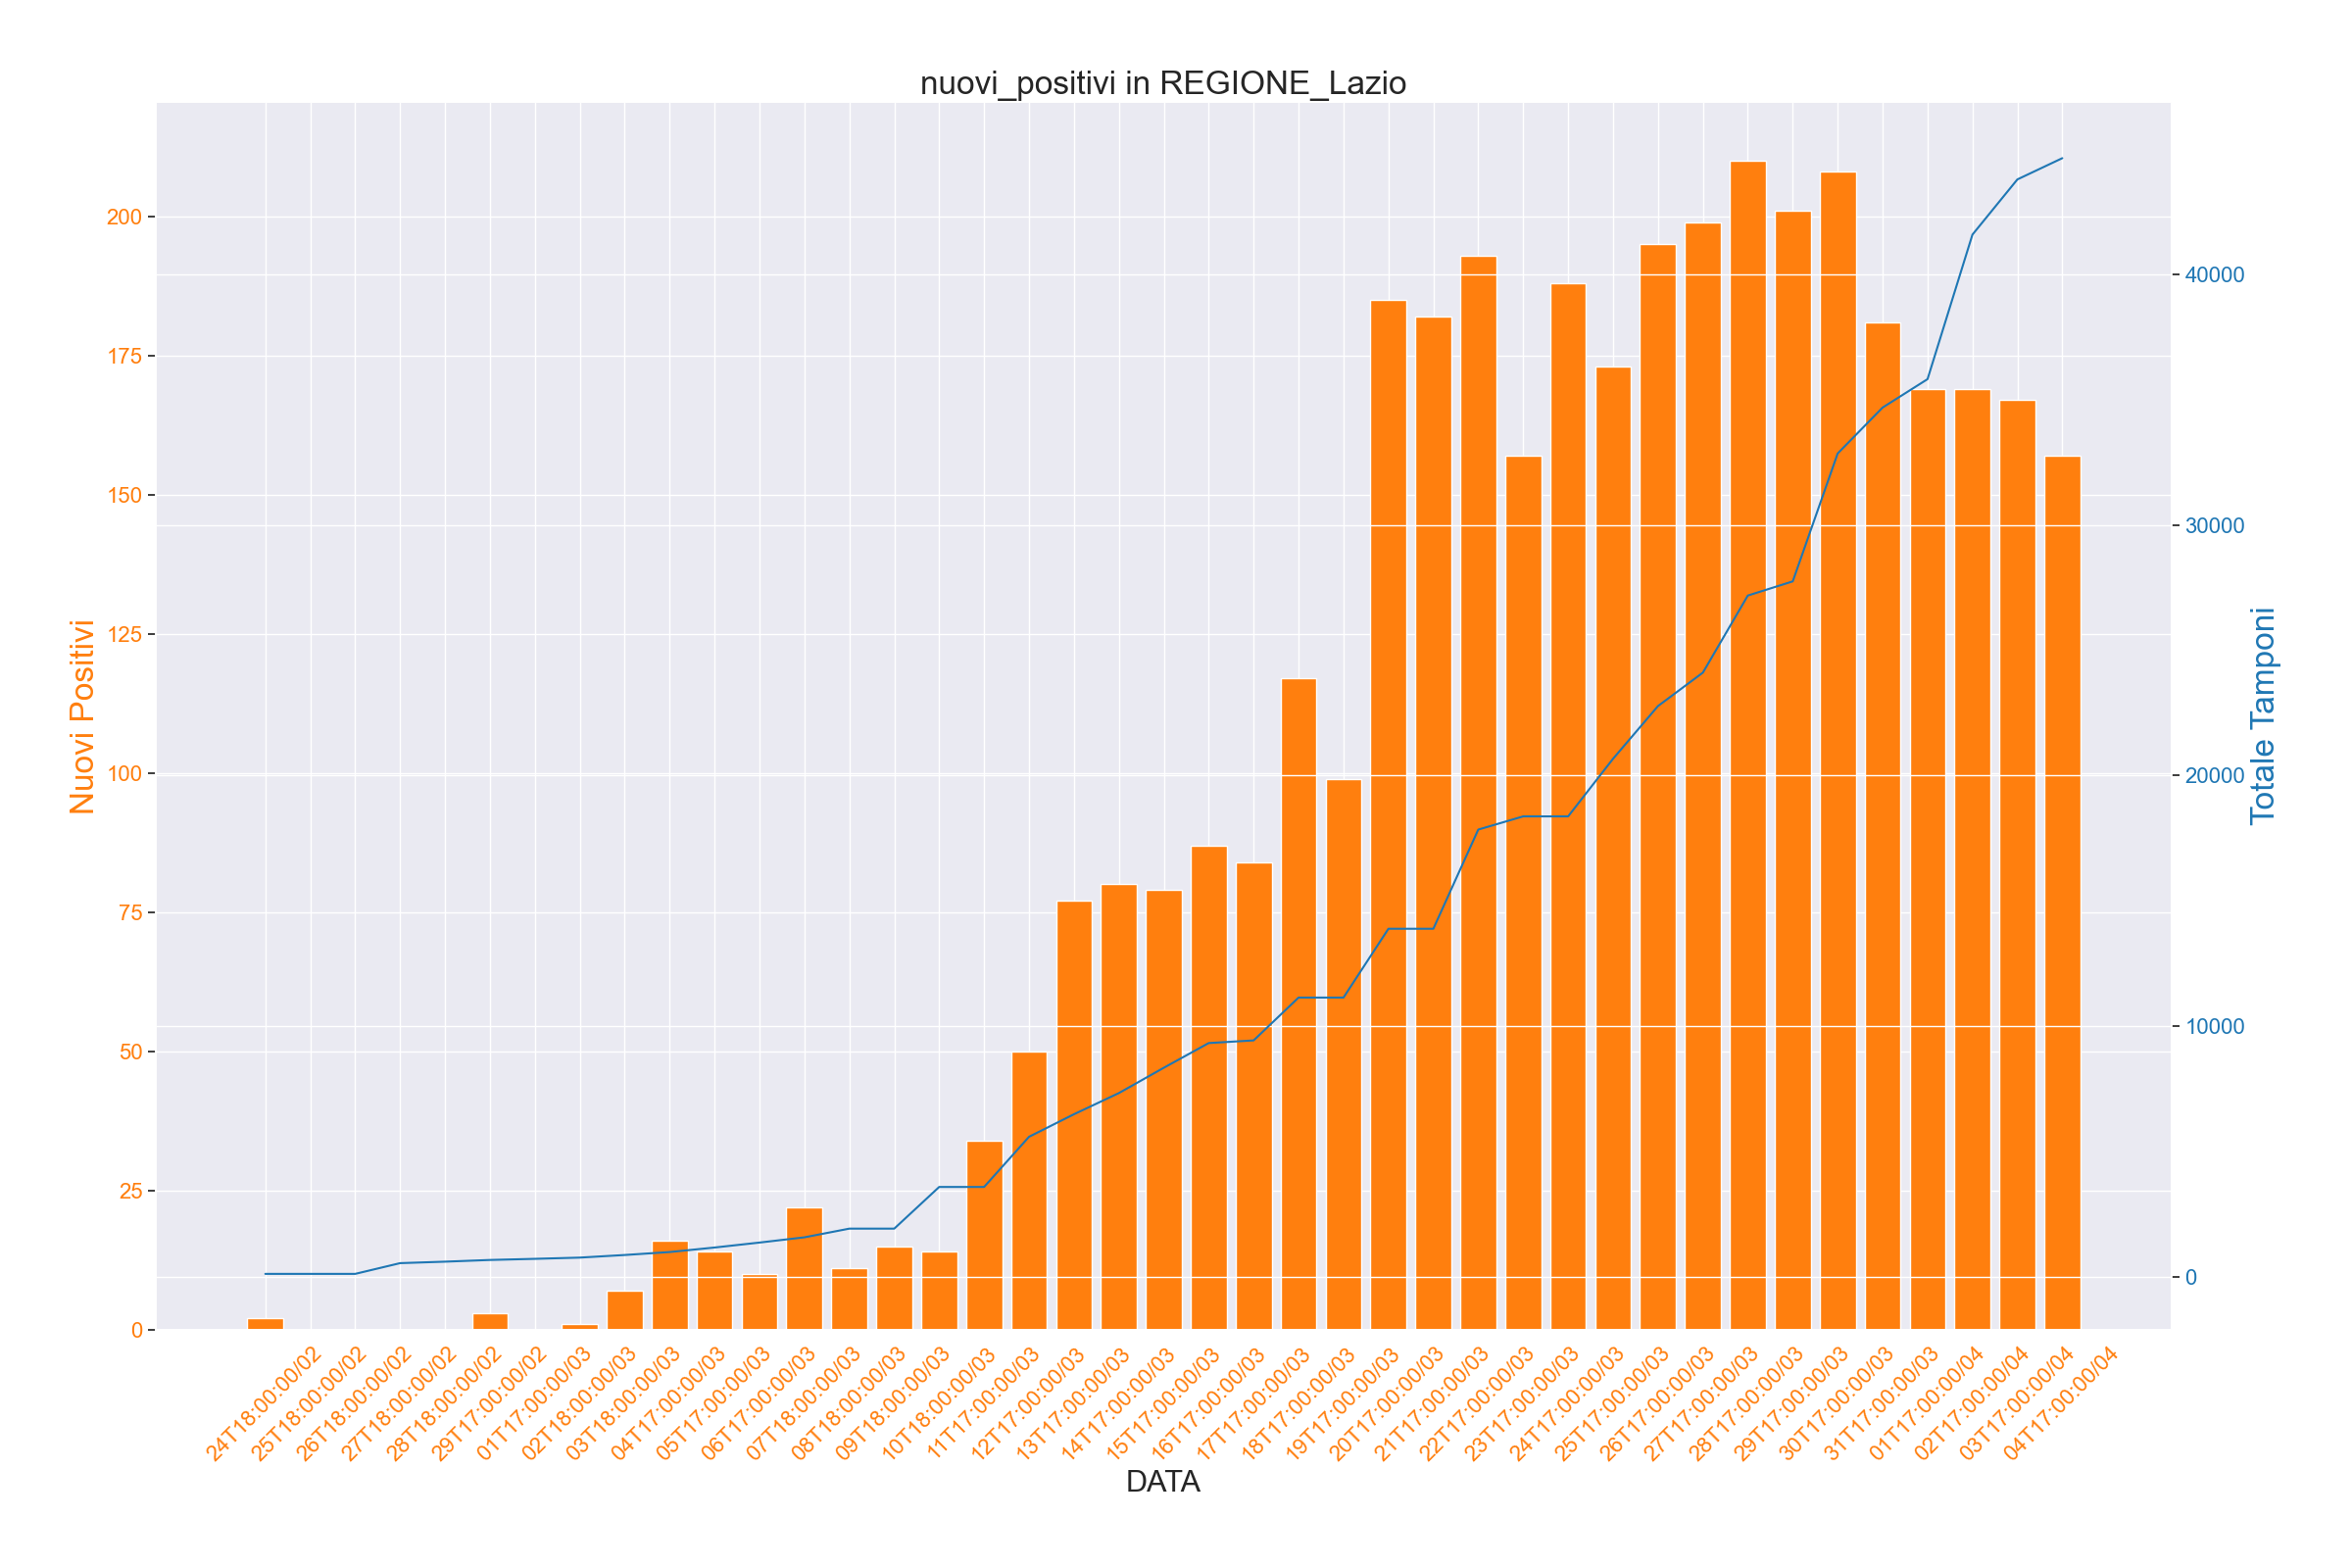 nuovi_positivi in REGIONE_Lazio
Nuovi Positivi
200
175
150
125
100
75
50
25
0
Totale Tamponi
40000
30000
20000
10000
0
24T18:00:00/02
25T18:00:00/02
26T18:00:00/02
27T18:00:00/02
28T18:00:00/02
29T17:00:00/02
01T17:00:00/03
02T18:00:00/03
03T18:00:00/03
04T17:00:00/03
05T17:00:00/03
06T17:00:00/03
07T18:00:00/03
08T18:00:00/03
09T18:00:00/03
10T18:00:00/03
11T17:00:00/03
12T17:00:00/03
13T17:00:00/03
14T17:00:00/03
15T17:00:00/03
16T17:00:00/03
17T17:00:00/03
18T17:00:00/03
19T17:00:00/03
20T17:00:00/03
21T17:00:00/03
22T17:00:00/03
23T17:00:00/03
24T17:00:00/03
25T17:00:00/03
26T17:00:00/03
27T17:00:00/03
28T17:00:00/03
29T17:00:00/03
30T17:00:00/03
31T17:00:00/03
01T17:00:00/04
02T17:00:00/04
03T17:00:00/04
04T17:00:00/04
DATA